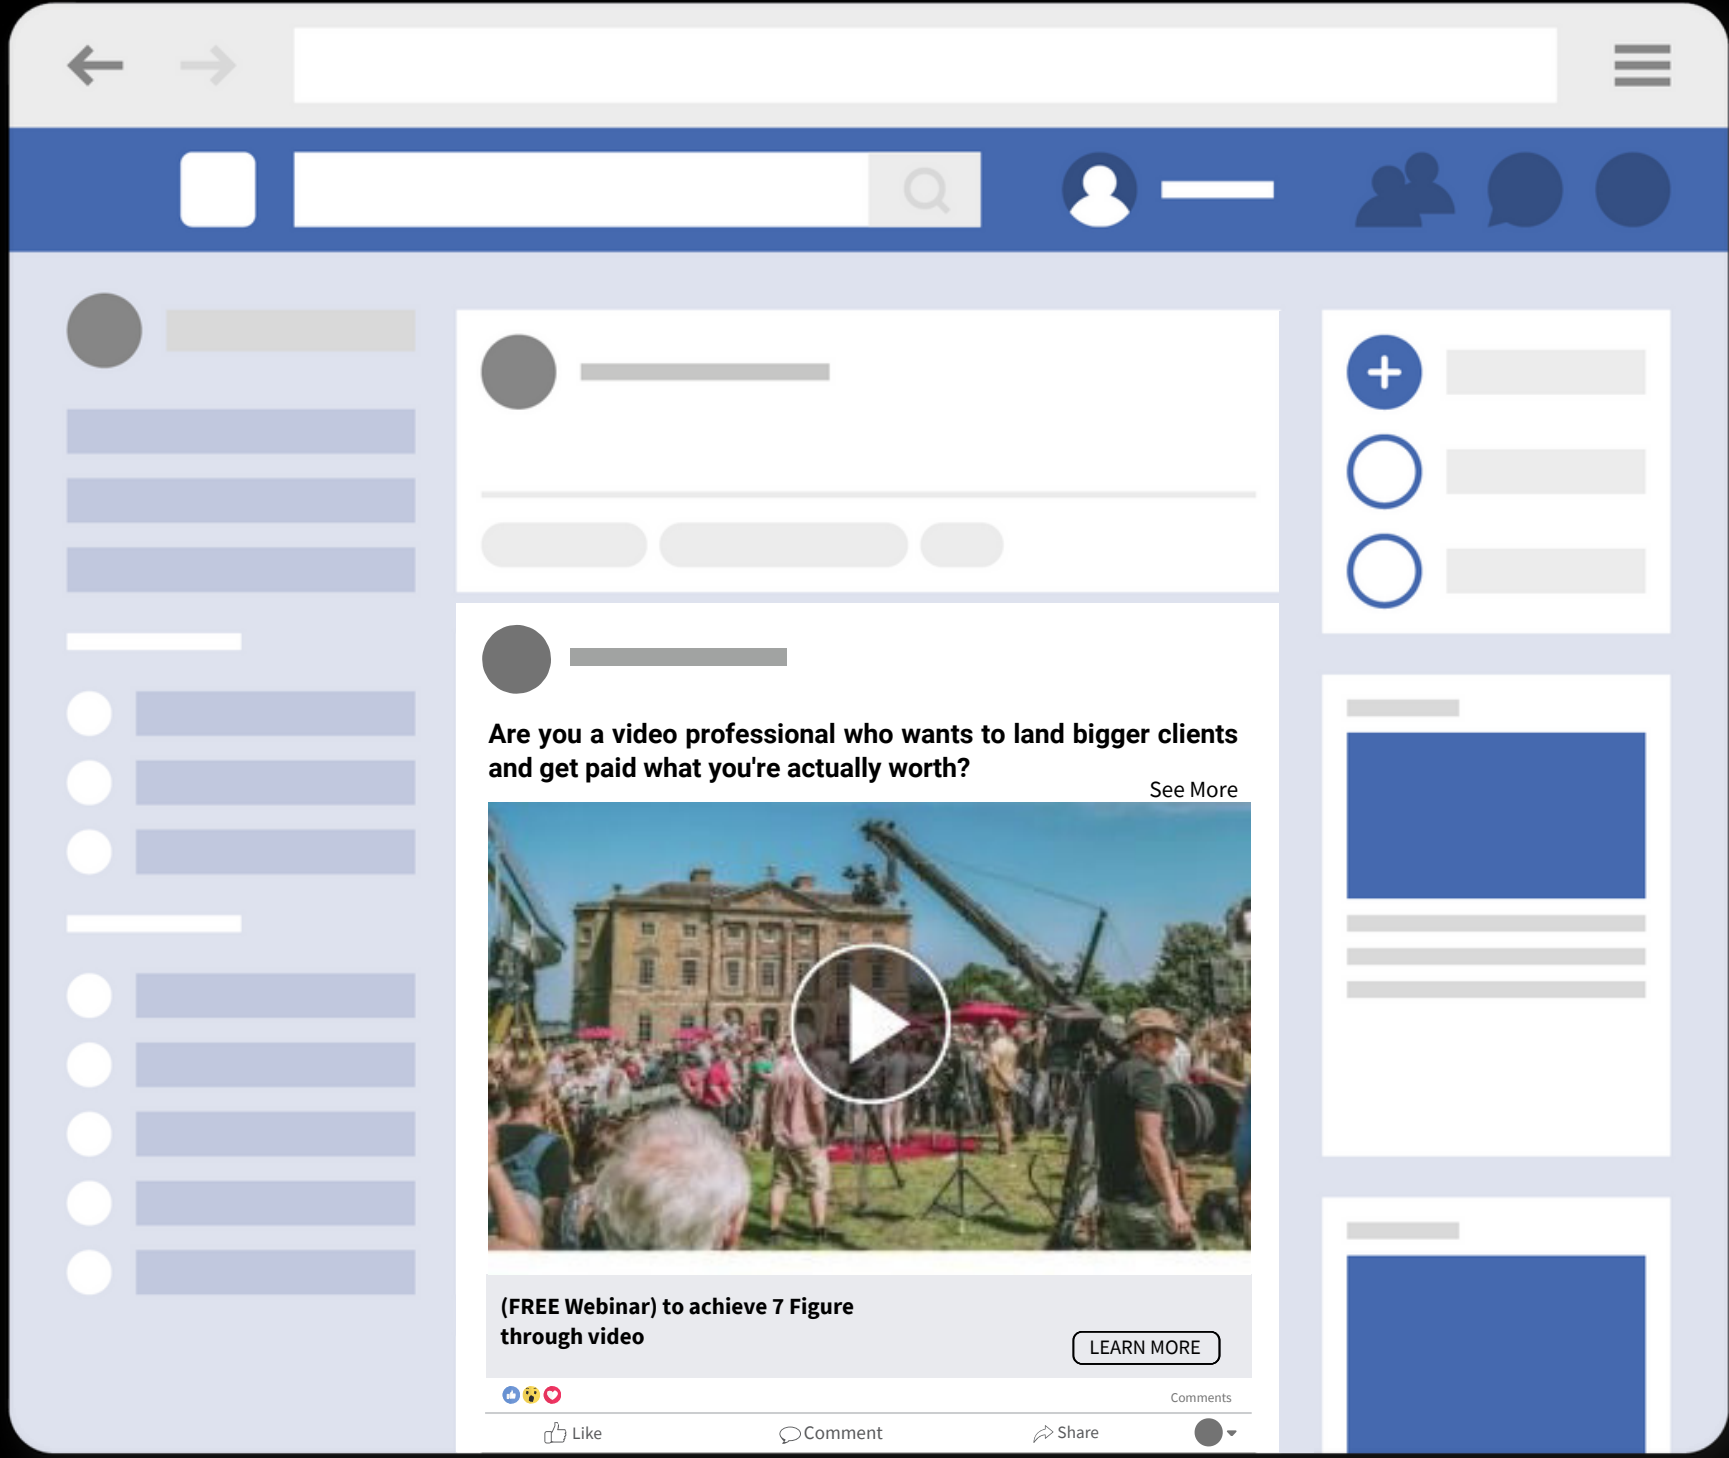 Are you a video professional who wants to land bigger clients
and get paid what you're actually worth?
See More
(FREE Webinar) to achieve 7 Figure
through video
LEARN MORE
Comments
Like Comment Share